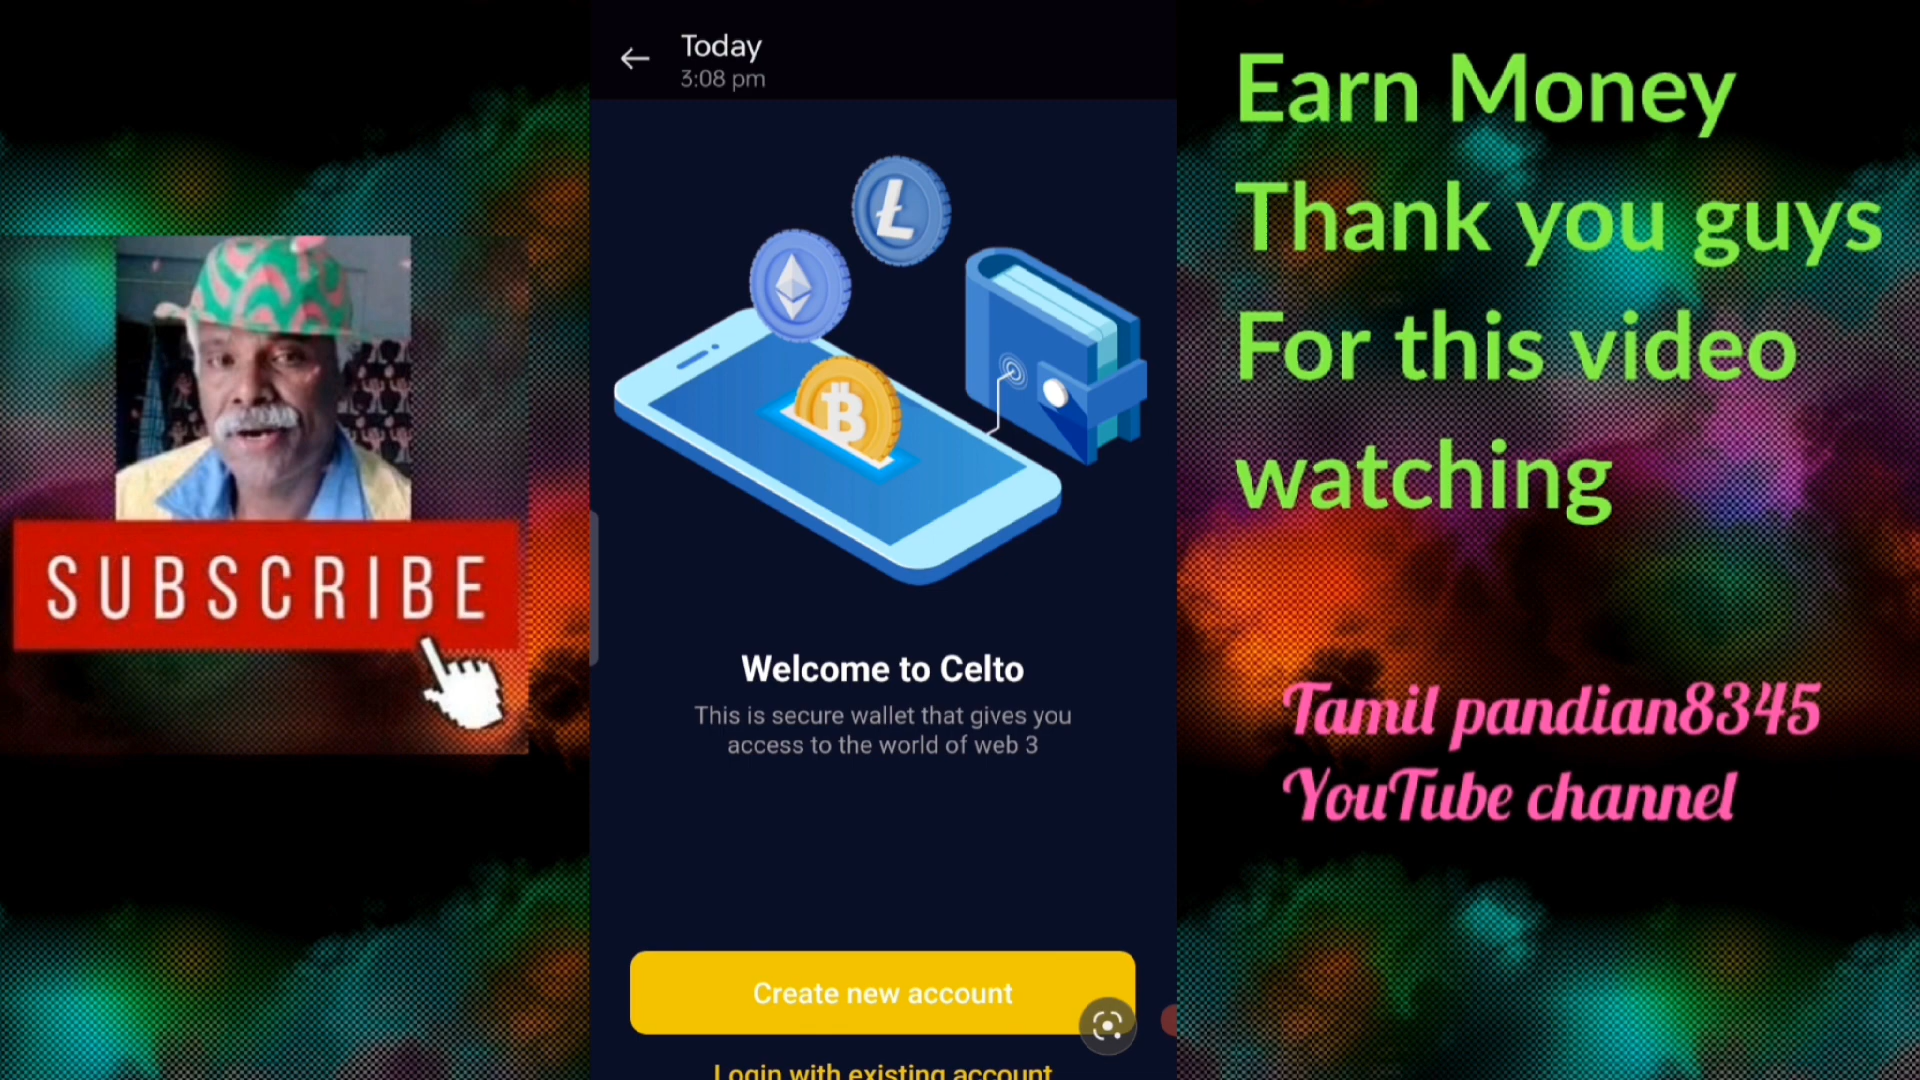 SUBSCRIBE
Today
3:08 pm
Welcome to Celto
This is secure wallet that gives you
access to the world of web 3
Create new account
Login with existing account
Earn Money
Thank you guys
For this video
watching
Tamil pandian8345
YouTube channel